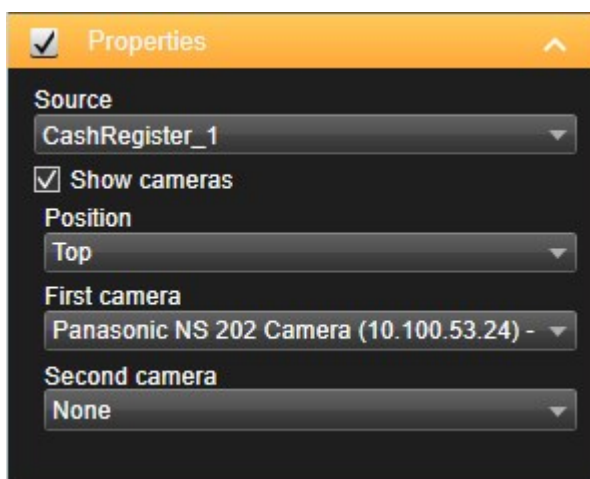 Properties
Source
CashRegister_1
Show cameras
Position
Top
First camera
Panasonic NS 202 Camera (10.100.53.24) -
Second camera
None